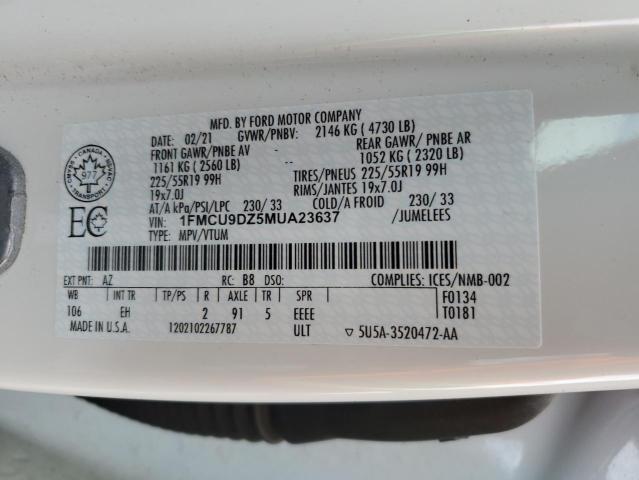 MFD. BY FORD MOTOR COMPANY
02/21 GVWR/PNBV: 2146 KG ( 4730 LB)
FRONT GAWR/PNBE AV REAR GAWR/ PNBE AR
1161 KG ( 2560 LB) 1052 KG ( 2320 LB)
225/55R19 99H TIRES/PNEUS 225/55R19 99H
19x7.0J RIMS/JANTES 19x7.0J
AT/A kPa/PSI/LPC 230/ 33 COLD/A FROID 230/ 33
VIN: 1FMCU9DZ5MUA23637 /JUMELEES
TYPE: MPV/VTUM
CANADA
977
TRANSPORT
EC
EXT PNT: AZ RC: B8 DSO: COMPLIES: ICES/NMB-002
WB INT TR TP/PS R AXLE TR SPR F0134
106 EH 2 91 5 EEEE T0181
MADE IN U.S.A. 1202102267787 ULT ▽ 5U5A-3520472-AA